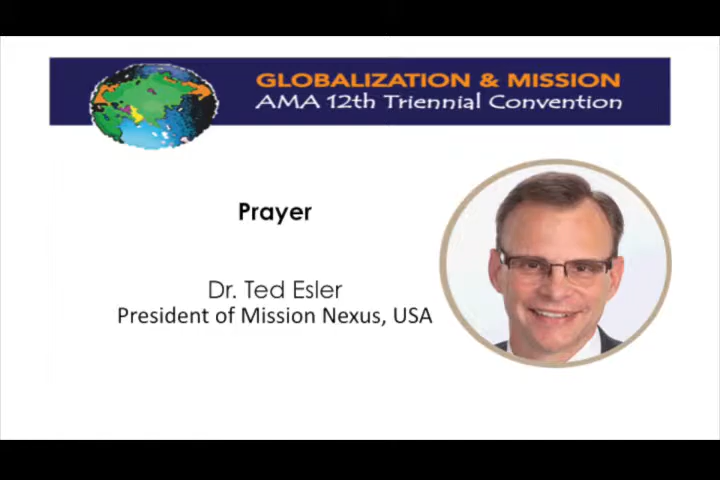 GLOBALIZATION & MISSION
AMA 12th Triennial Convention
Prayer
Dr. Ted Esler
President of Mission Nexus, USA